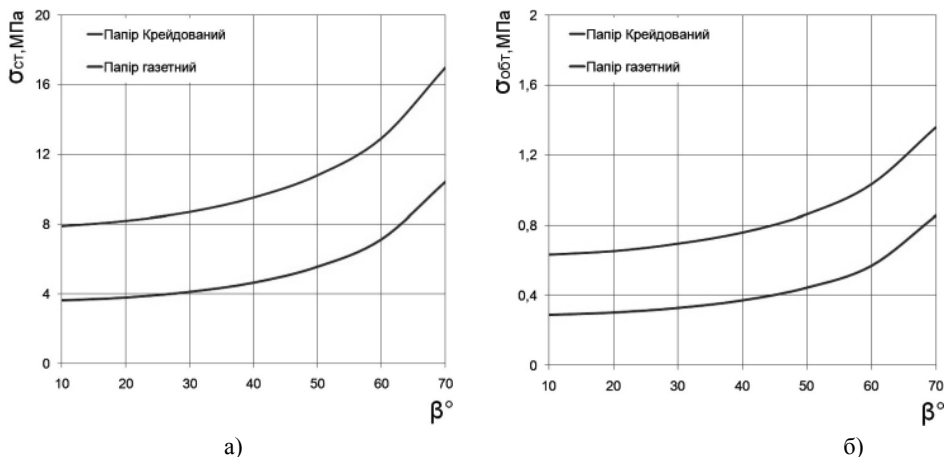 σст,МПа
20
16
12
8
4
0
Папір Крейдований
Папір газетний
10 20 30 40 50 60 70
β°
а)
σобт,МПа
2
1,6
1,2
0,8
0,4
0
Папір Крейдований
Папір газетний
10 20 30 40 50 60 70
β°
б)